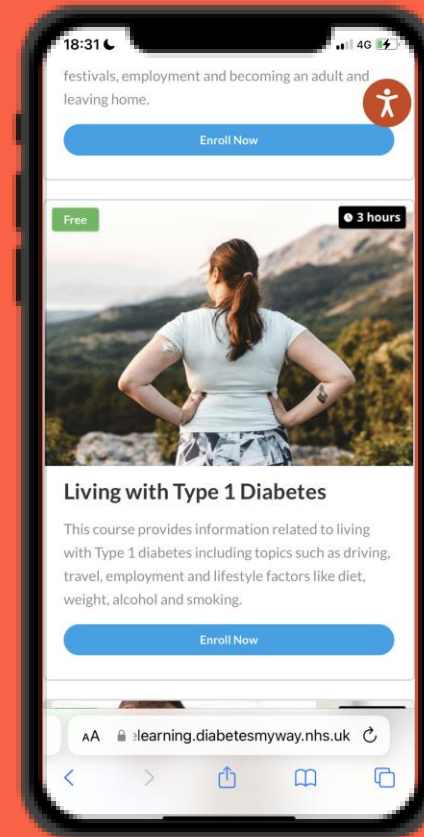 18:31
4G
festivals, employment and becoming an adult and
leaving home.
Enroll Now
Free
3 hours
Living with Type 1 Diabetes
This course provides information related to living
with Type 1 diabetes including topics such as driving,
travel, employment and lifestyle factors like diet,
weight, alcohol and smoking.
Enroll Now
AA
elearning.diabetesmyway.nhs.uk